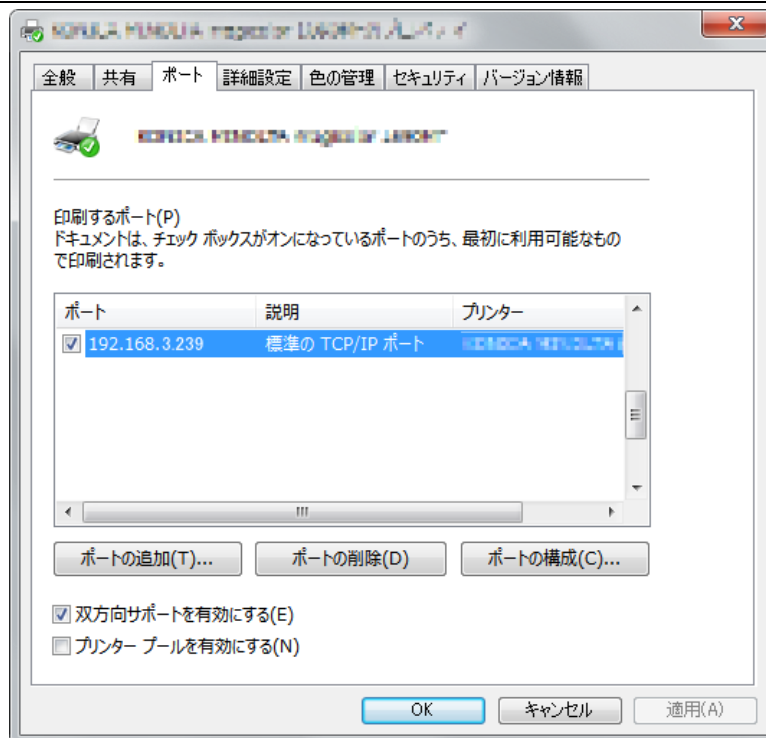 全般 共有 ポート 詳細設定 色の管理 セキュリティ バージョン情報
印刷するポート(P)
ドキュメントは、チェック ボックスがオンになっているポートのうち、最初に利用可能なもの
で印刷されます。
ポート 説明 プリンター
192.168.3.239 標準の TCP/IP ポート
ポートの追加(T)... ポートの削除(D) ポートの構成(C)...
双方向サポートを有効にする(E)
プリンター プールを有効にする(N)
OK キャンセル 適用(A)